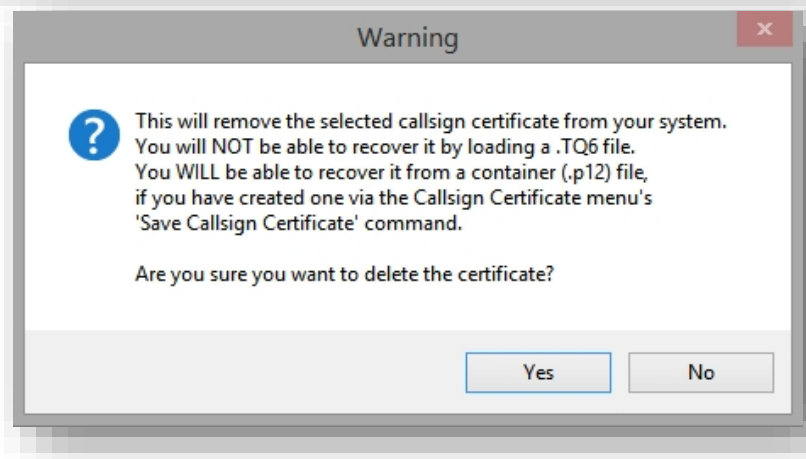 Warning
This will remove the selected callsign certificate from your system.
You will NOT be able to recover it by loading a .TQ6 file.
You WILL be able to recover it from a container (.p12) file,
if you have created one via the Callsign Certificate menu's
'Save Callsign Certificate' command.
Are you sure you want to delete the certificate?
Yes
No